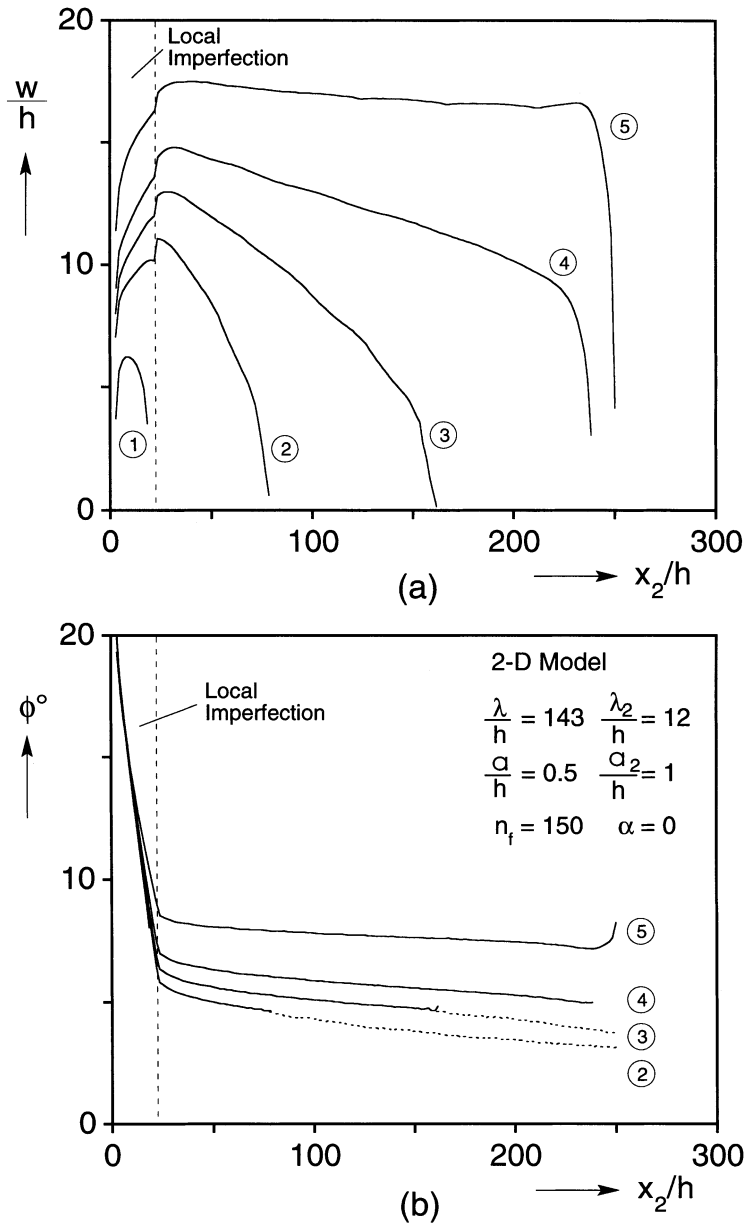 20
Local
Imperfection
w
h
5
10
4
1
2
3
0
0
100
200
300
(a)
x2/h
20
2-D Model
Local
Imperfection
ϕ°
λ/h = 143 λ2/h = 12
a/h = 0.5 a2/h = 1
nf = 150 α = 0
10
5
4
3
2
0
0
100
200
300
(b)
x2/h